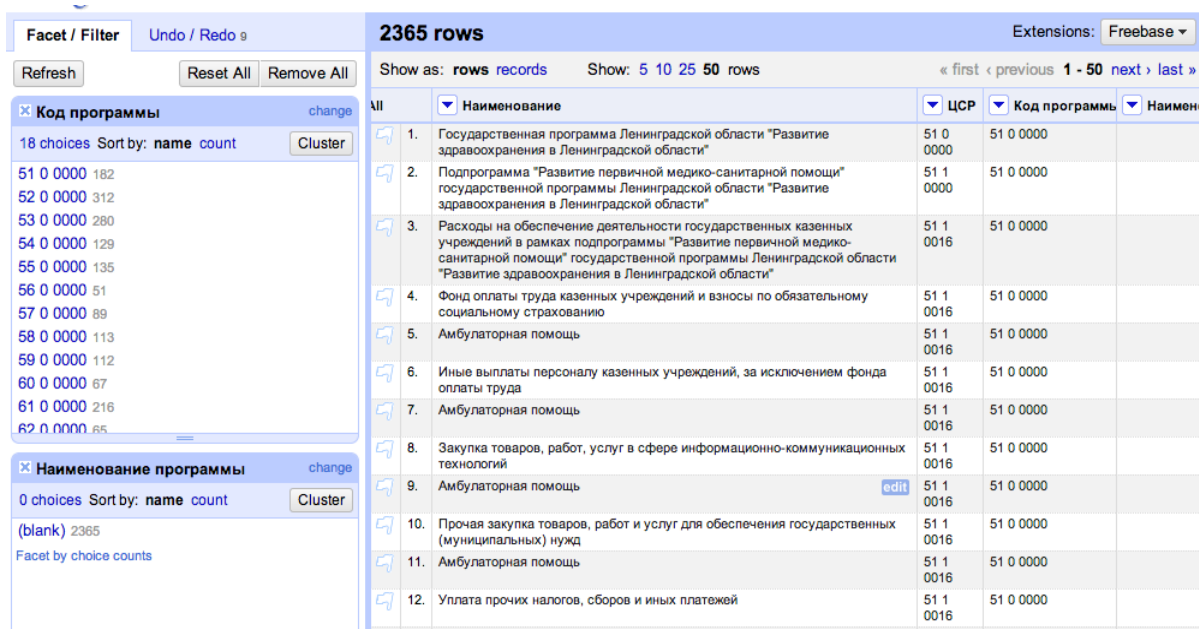 Facet / Filter
Undo / Redo 9
Refresh
Reset All
Remove All
Код программы
change
18 choices Sort by: name count
Cluster
51 0 0000 182
52 0 0000 312
53 0 0000 280
54 0 0000 129
55 0 0000 135
56 0 0000 51
57 0 0000 89
58 0 0000 113
59 0 0000 112
60 0 0000 67
61 0 0000 216
62 0 0000 65
Наименование программы
change
0 choices Sort by: name count
Cluster
(blank) 2365
Facet by choice counts
2365 rows
Extensions: Freebase
Show as: rows records Show: 5 10 25 50 rows
« first ‹ previous 1 - 50 next › last »
All Наименование ЦСР Код программы Наимен
1. Государственная программа Ленинградской области "Развитие
здравоохранения в Ленинградской области"
51 0
0000
51 0 0000
2. Подпрограмма "Развитие первичной медико-санитарной помощи"
государственной программы Ленинградской области "Развитие
здравоохранения в Ленинградской области"
51 1
0000
51 0 0000
3. Расходы на обеспечение деятельности государственных казенных
учреждений в рамках подпрограммы "Развитие первичной медико-
санитарной помощи" государственной программы Ленинградской области
"Развитие здравоохранения в Ленинградской области"
51 1
0016
51 0 0000
4. Фонд оплаты труда казенных учреждений и взносы по обязательному
социальному страхованию
51 1
0016
51 0 0000
5. Амбулаторная помощь
51 1
0016
51 0 0000
6. Иные выплаты персоналу казенных учреждений, за исключением фонда
оплаты труда
51 1
0016
51 0 0000
7. Амбулаторная помощь
51 1
0016
51 0 0000
8. Закупка товаров, работ, услуг в сфере информационно-коммуникационных
технологий
51 1
0016
51 0 0000
9. Амбулаторная помощь
edit
51 1
0016
51 0 0000
10. Прочая закупка товаров, работ и услуг для обеспечения государственных
(муниципальных) нужд
51 1
0016
51 0 0000
11. Амбулаторная помощь
51 1
0016
51 0 0000
12. Уплата прочих налогов, сборов и иных платежей
51 1
0016
51 0 0000